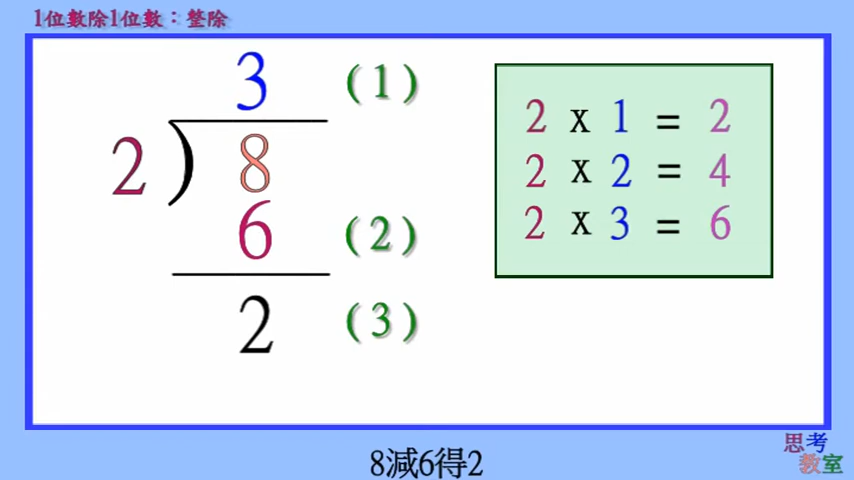 1位數除1位數：整除
3 (1)
2 ) 8
6 (2)
2 (3)
2 x 1 = 2
2 x 2 = 4
2 x 3 = 6
8減6得2
思考
教室